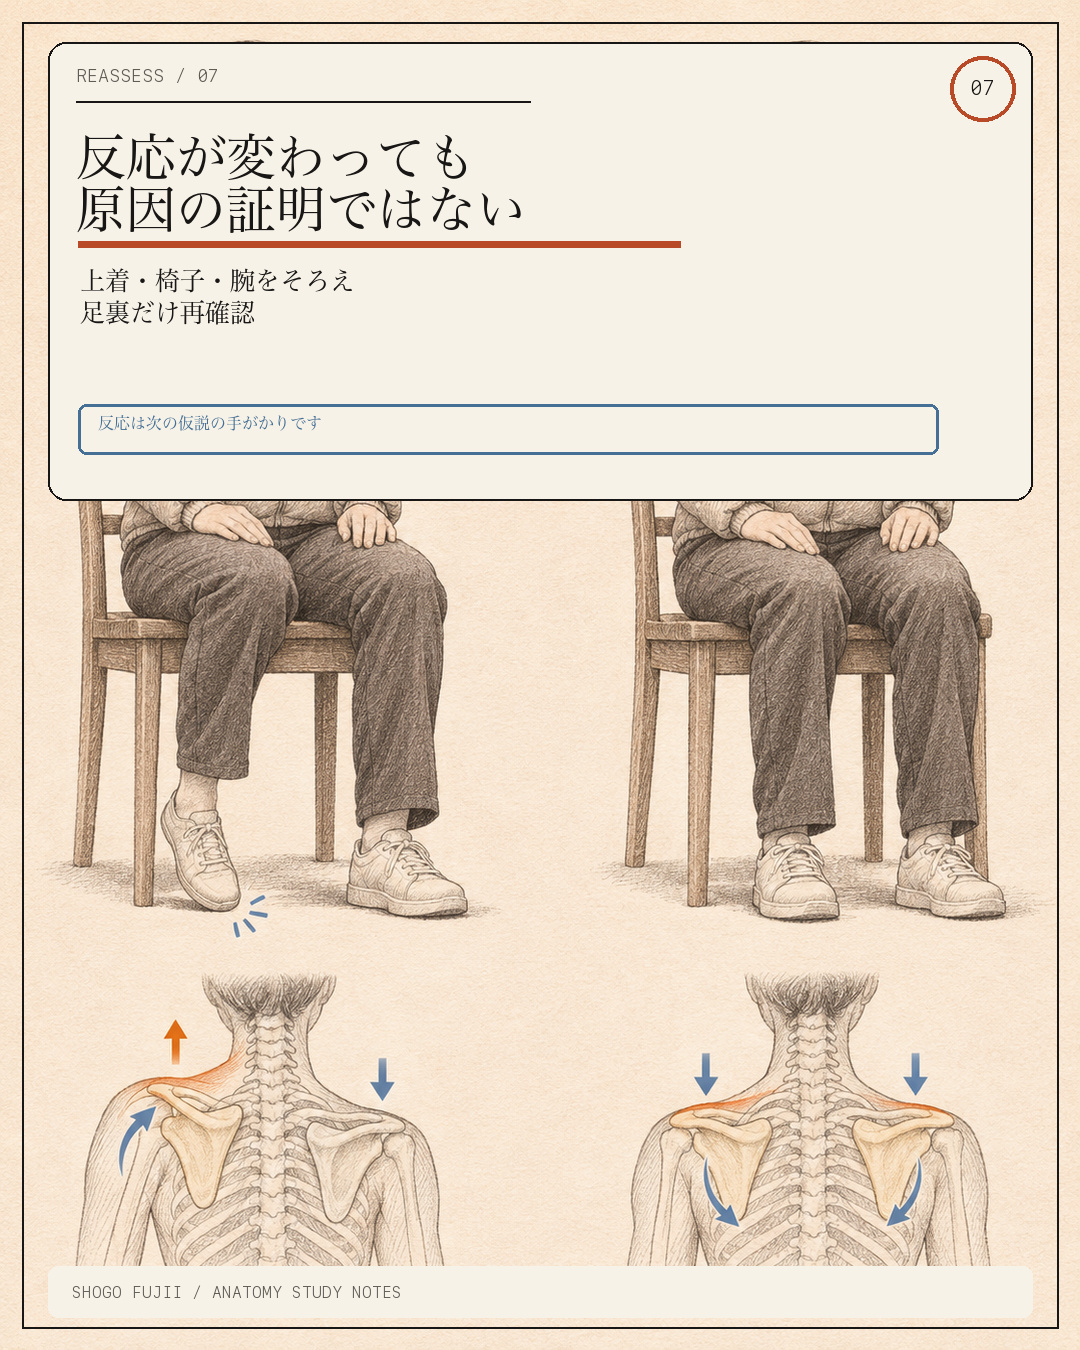 REASSESS / 07
07
反応が変わっても
原因の証明ではない
上着・椅子・腕をそろえ
足裏だけ再確認
反応は次の仮説の手がかりです
SHOGO FUJII / ANATOMY STUDY NOTES